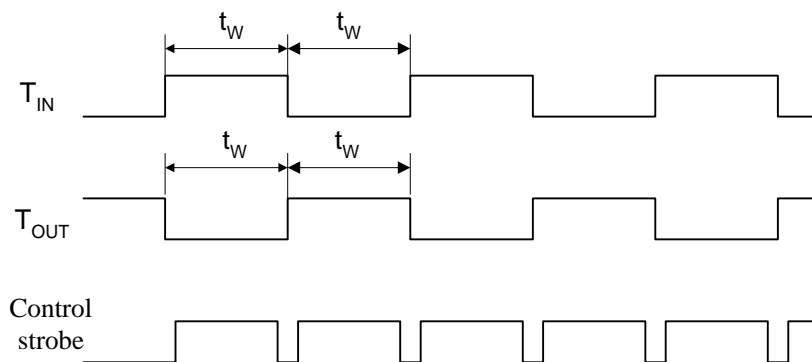 t_W t_W
T_IN
t_W t_W
T_OUT
Control
strobe